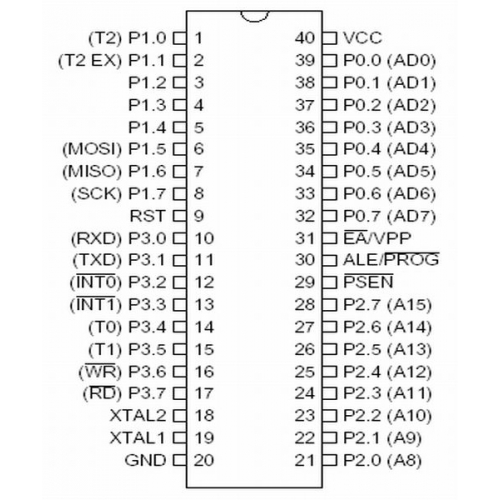 (T2) P1.0 1 40 VCC
(T2 EX) P1.1 2 39 P0.0 (AD0)
P1.2 3 38 P0.1 (AD1)
P1.3 4 37 P0.2 (AD2)
P1.4 5 36 P0.3 (AD3)
(MOSI) P1.5 6 35 P0.4 (AD4)
(MISO) P1.6 7 34 P0.5 (AD5)
(SCK) P1.7 8 33 P0.6 (AD6)
RST 9 32 P0.7 (AD7)
(RXD) P3.0 10 31 E̅A̅/VPP
(TXD) P3.1 11 30 ALE/P̅R̅O̅G̅
(I̅N̅T̅0̅) P3.2 12 29 P̅S̅E̅N̅
(I̅N̅T̅1̅) P3.3 13 28 P2.7 (A15)
(T0) P3.4 14 27 P2.6 (A14)
(T1) P3.5 15 26 P2.5 (A13)
(W̅R̅) P3.6 16 25 P2.4 (A12)
(R̅D̅) P3.7 17 24 P2.3 (A11)
XTAL2 18 23 P2.2 (A10)
XTAL1 19 22 P2.1 (A9)
GND 20 21 P2.0 (A8)